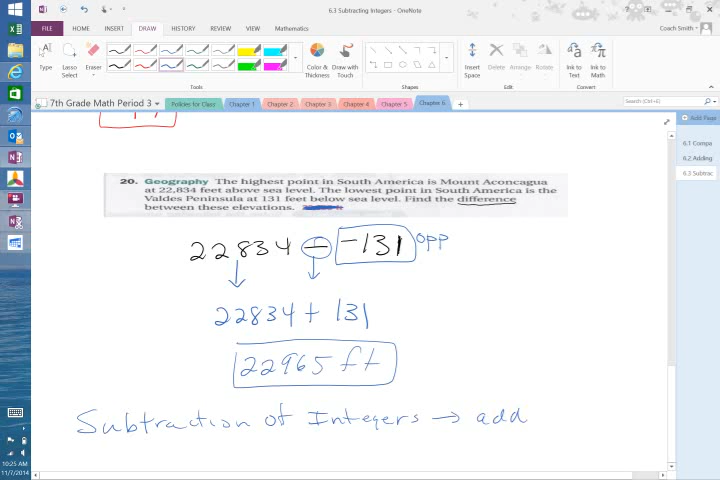 6.3 Subtracting Integers - OneNote
FILE HOME INSERT DRAW HISTORY REVIEW VIEW Mathematics Coach Smith
Type Lasso Select Eraser Color & Thickness Draw with Touch Insert Space Delete Arrange Rotate Ink to Text Ink to Math
Tools Shapes Edit Convert
7th Grade Math Period 3 Policies for Class Chapter 1 Chapter 2 Chapter 3 Chapter 4 Chapter 5 Chapter 6 + Search (Ctrl+E)
Add Page
6.1 Compa
6.2 Adding
6.3 Subtrac
20. Geography The highest point in South America is Mount Aconcagua
at 22,834 feet above sea level. The lowest point in South America is the
Valdes Peninsula at 131 feet below sea level. Find the difference
between these elevations.
22834 - -131 opp
22834 + 131
22965 ft
Subtraction of Integers → add
10:25 AM
11/7/2014